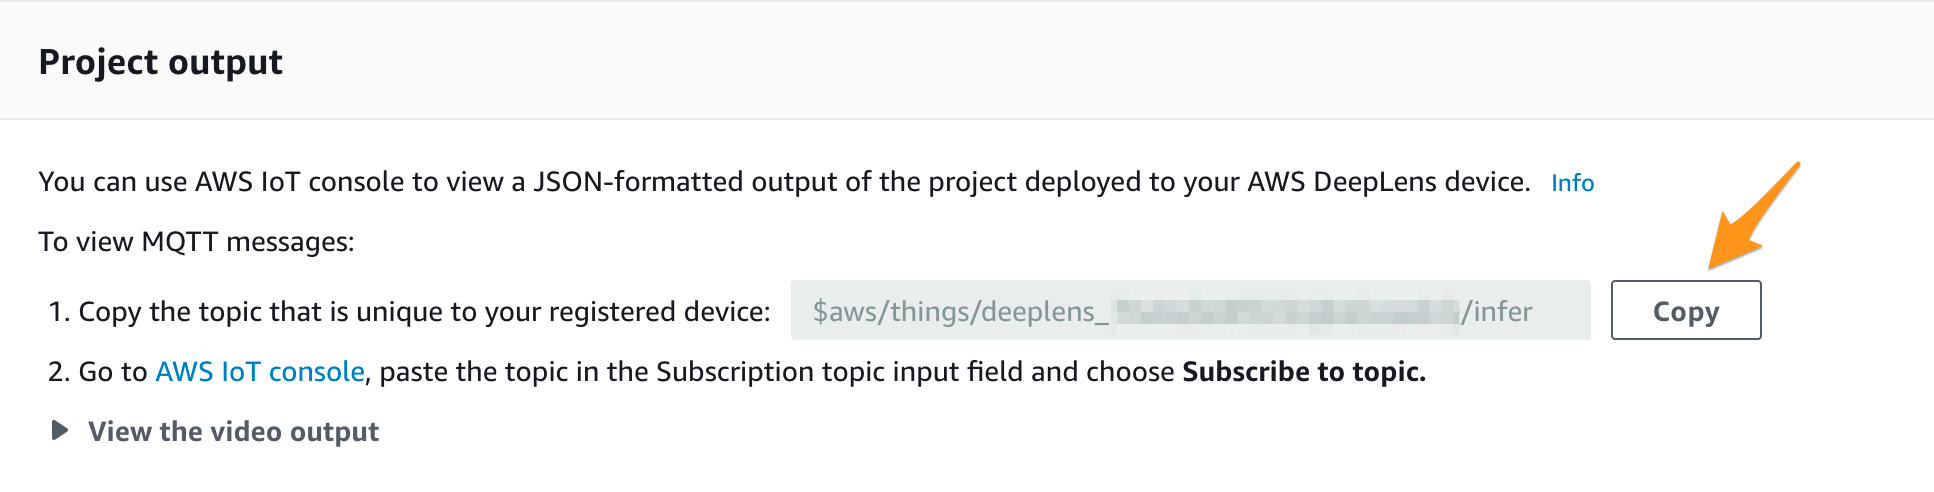 Project output
You can use AWS IoT console to view a JSON-formatted output of the project deployed to your AWS DeepLens device. Info
To view MQTT messages:
1. Copy the topic that is unique to your registered device: $aws/things/deeplens_ /infer Copy
2. Go to AWS IoT console, paste the topic in the Subscription topic input field and choose Subscribe to topic.
View the video output